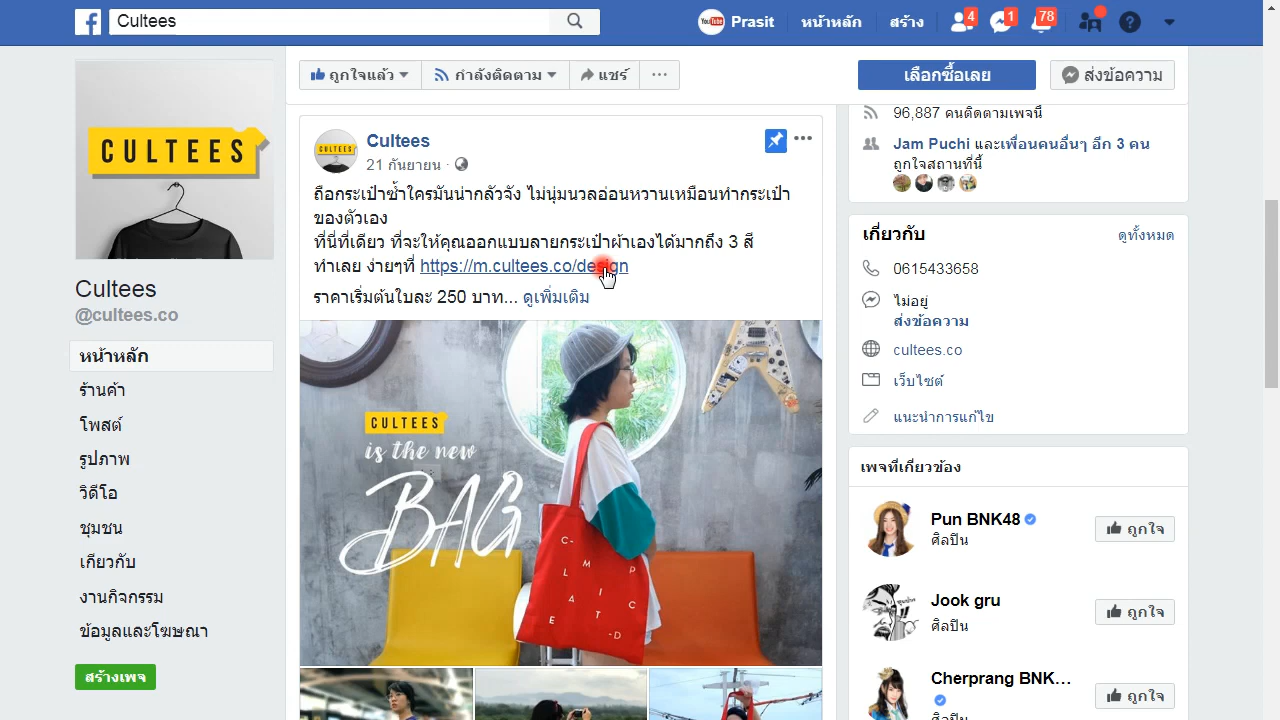 Cultees
YouTube
Prasit
หน้าหลัก
สร้าง
4
1
78
CULTEES
Cultees
@cultees.co
หน้าหลัก
ร้านค้า
โพสต์
รูปภาพ
วิดีโอ
ชุมชน
เกี่ยวกับ
งานกิจกรรม
ข้อมูลและโฆษณา
สร้างเพจ
ถูกใจแล้ว
กำลังติดตาม
แชร์
เลือกซื้อเลย
ส่งข้อความ
CULTEES
Cultees
21 กันยายน ·
ถือกระเป๋าซ้ำใครมันน่ากลัวจัง ไม่นุ่มนวลอ่อนหวานเหมือนทำกระเป๋า
ของตัวเอง
ที่นี่ที่เดียว ที่จะให้คุณออกแบบลายกระเป๋าผ้าเองได้มากถึง 3 สี
ทำเลย ง่ายๆที่ https://m.cultees.co/design
ราคาเริ่มต้นใบละ 250 บาท... ดูเพิ่มเติม
CULTEES
is the new
BAG
C-
M P
L I C
A T
E -D
96,887 คนติดตามเพจนี้
Jam Puchi และเพื่อนคนอื่นๆ อีก 3 คน
ถูกใจสถานที่นี้
เกี่ยวกับ
ดูทั้งหมด
0615433658
ไม่อยู่
ส่งข้อความ
cultees.co
เว็บไซต์
แนะนำการแก้ไข
เพจที่เกี่ยวข้อง
Pun BNK48
ศิลปิน
ถูกใจ
Jook gru
ศิลปิน
ถูกใจ
Cherprang BNK...
ศิลปิน
ถูกใจ